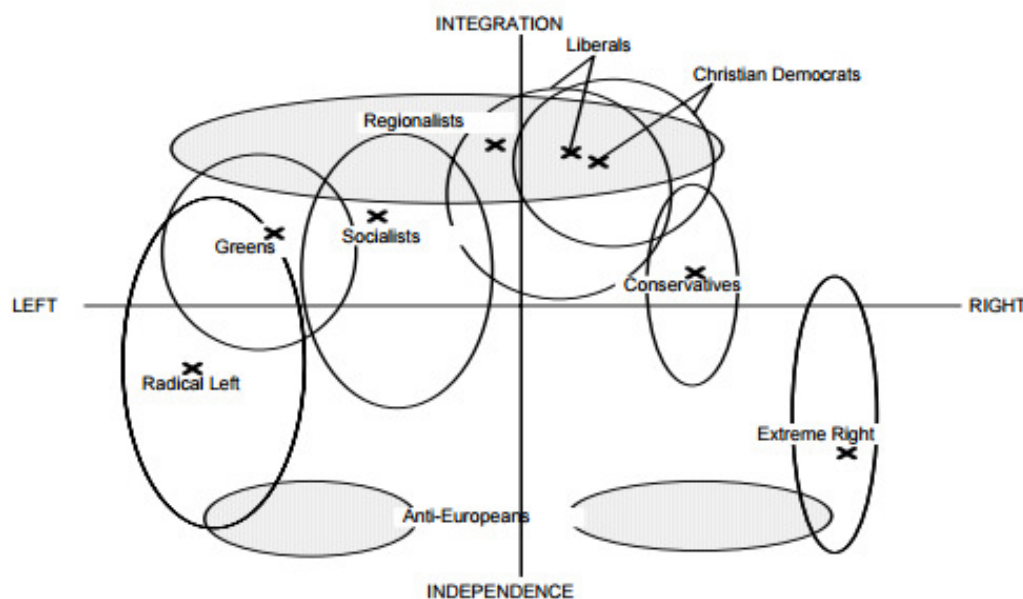 INTEGRATION
Liberals
Christian Democrats
Regionalists
Greens
Socialists
Conservatives
LEFT
RIGHT
Radical Left
Extreme Right
Anti-Europeans
INDEPENDENCE